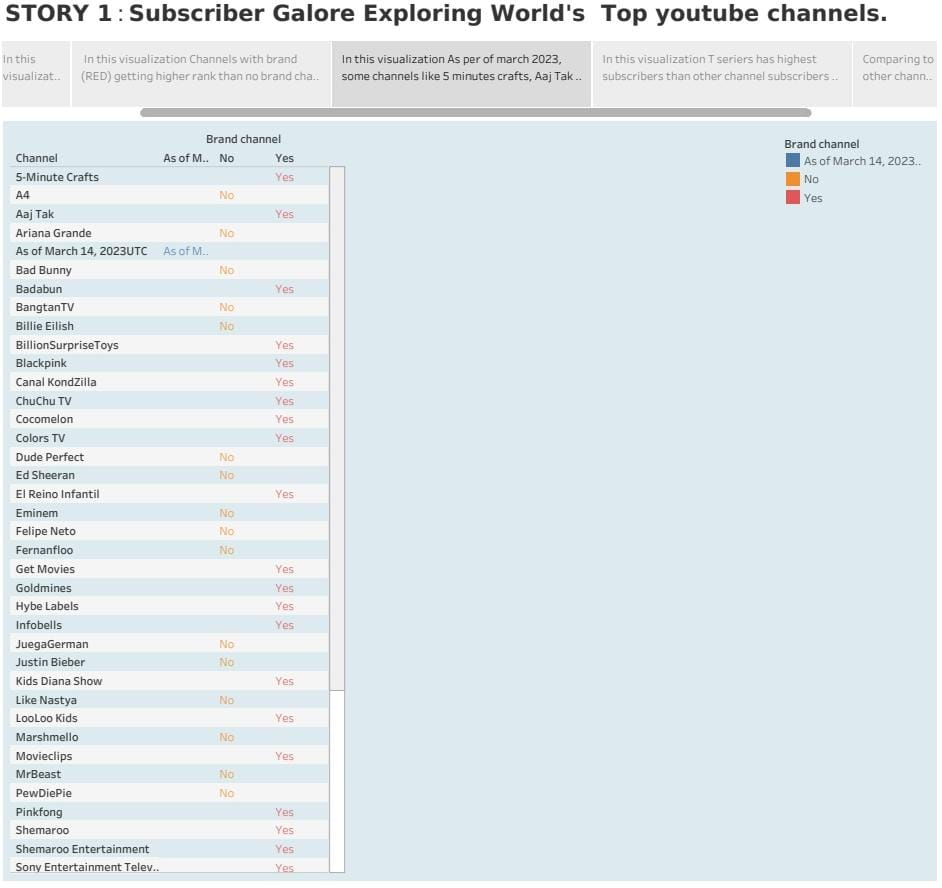 STORY 1 : Subscriber Galore Exploring World's Top youtube channels.
In this
visualizat..
In this visualization Channels with brand
(RED) getting higher rank than no brand cha..
In this visualization As per of march 2023,
some channels like 5 minutes crafts, Aaj Tak ..
In this visualization T seriers has highest
subscribers than other channel subscribers ..
Comparing to
other chann..
Brand channel
Channel As of M.. No Yes
5-Minute Crafts Yes
A4 No
Aaj Tak Yes
Ariana Grande No
As of March 14, 2023UTC As of M..
Bad Bunny No
Badabun Yes
BangtanTV No
Billie Eilish No
BillionSurpriseToys Yes
Blackpink Yes
Canal KondZilla Yes
ChuChu TV Yes
Cocomelon Yes
Colors TV Yes
Dude Perfect No
Ed Sheeran No
El Reino Infantil Yes
Eminem No
Felipe Neto No
Fernanfloo No
Get Movies Yes
Goldmines Yes
Hybe Labels Yes
Infobells Yes
JuegaGerman No
Justin Bieber No
Kids Diana Show Yes
Like Nastya No
LooLoo Kids Yes
Marshmello No
Movieclips Yes
MrBeast No
PewDiePie No
Pinkfong Yes
Shemaroo Yes
Shemaroo Entertainment Yes
Sony Entertainment Telev.. Yes
Brand channel
As of March 14, 2023..
No
Yes